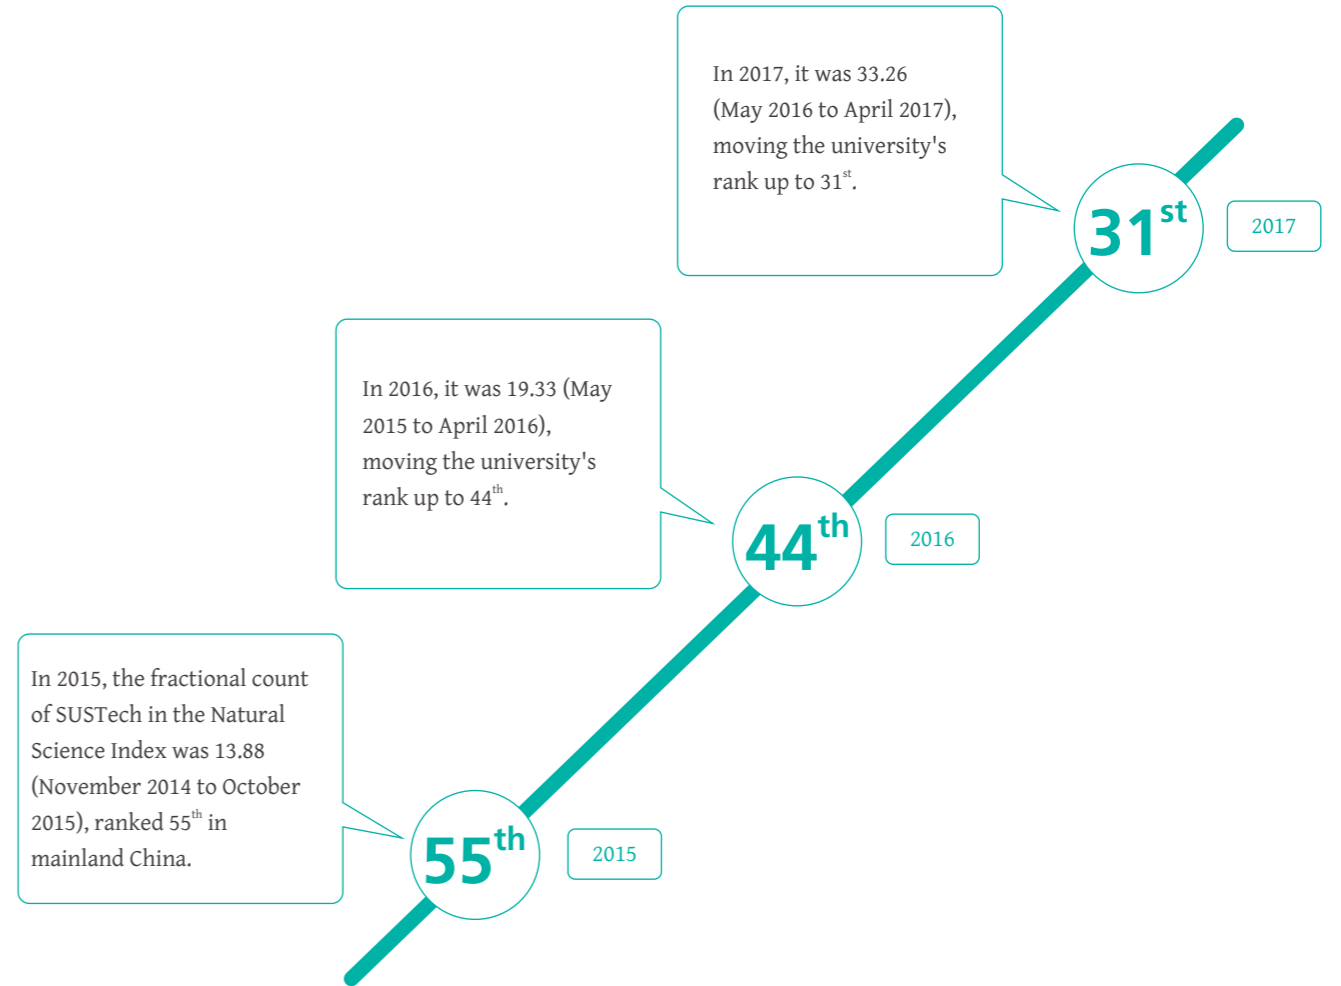 In 2017, it was 33.26
(May 2016 to April 2017),
moving the university's
rank up to 31st.
31st
2017
In 2016, it was 19.33 (May
2015 to April 2016),
moving the university's
rank up to 44th.
44th
2016
In 2015, the fractional count
of SUSTech in the Natural
Science Index was 13.88
(November 2014 to October
2015), ranked 55th in
mainland China.
55th
2015